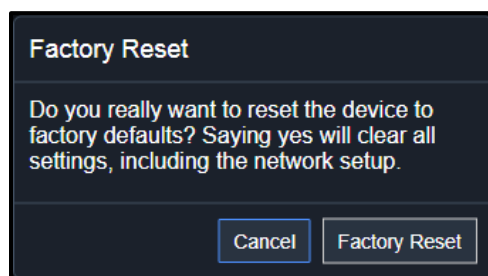 Factory Reset
Do you really want to reset the device to
factory defaults? Saying yes will clear all
settings, including the network setup.
Cancel Factory Reset